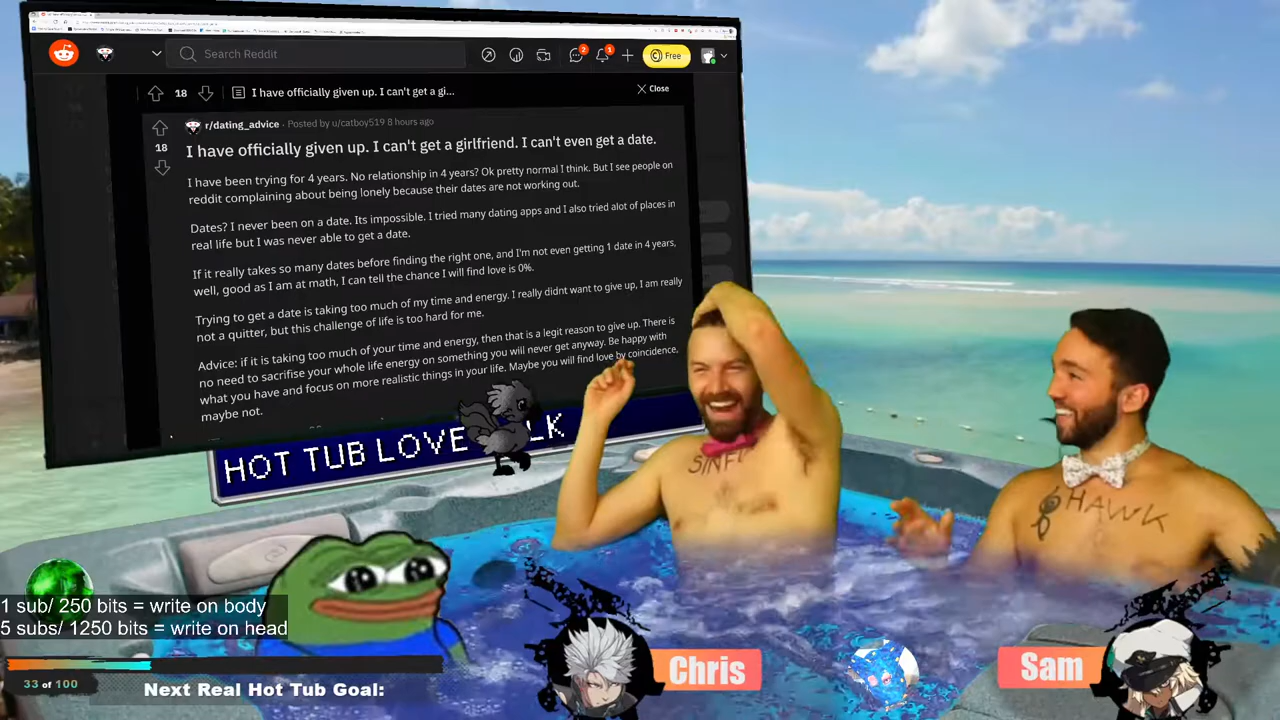 Search Reddit
2
1
Free
18
I have officially given up. I can't get a gi...
Close
r/dating_advice
Posted by u/catboy519 8 hours ago
18
I have officially given up. I can't get a girlfriend. I can't even get a date.
I have been trying for 4 years. No relationship in 4 years? Ok pretty normal I think. But I see people on
reddit complaining about being lonely because their dates are not working out.
Dates? I never been on a date. Its impossible. I tried many dating apps and I also tried alot of places in
real life but I was never able to get a date.
If it really takes so many dates before finding the right one, and I'm not even getting 1 date in 4 years,
well, good as I am at math, I can tell the chance I will find love is 0%.
Trying to get a date is taking too much of my time and energy. I really didnt want to give up, I am really
not a quitter, but this challenge of life is too hard for me.
Advice: if it is taking too much of your time and energy, then that is a legit reason to give up. There is
no need to sacrifise your whole life energy on something you will never get anyway. Be happy with
what you have and focus on more realistic things in your life. Maybe you will find love by coincidence.
maybe not.
HOT TUB LOVE LK
SINF
HAWK
1 sub/ 250 bits = write on body
5 subs/ 1250 bits = write on head
33 of 100
Next Real Hot Tub Goal:
Chris
Sam